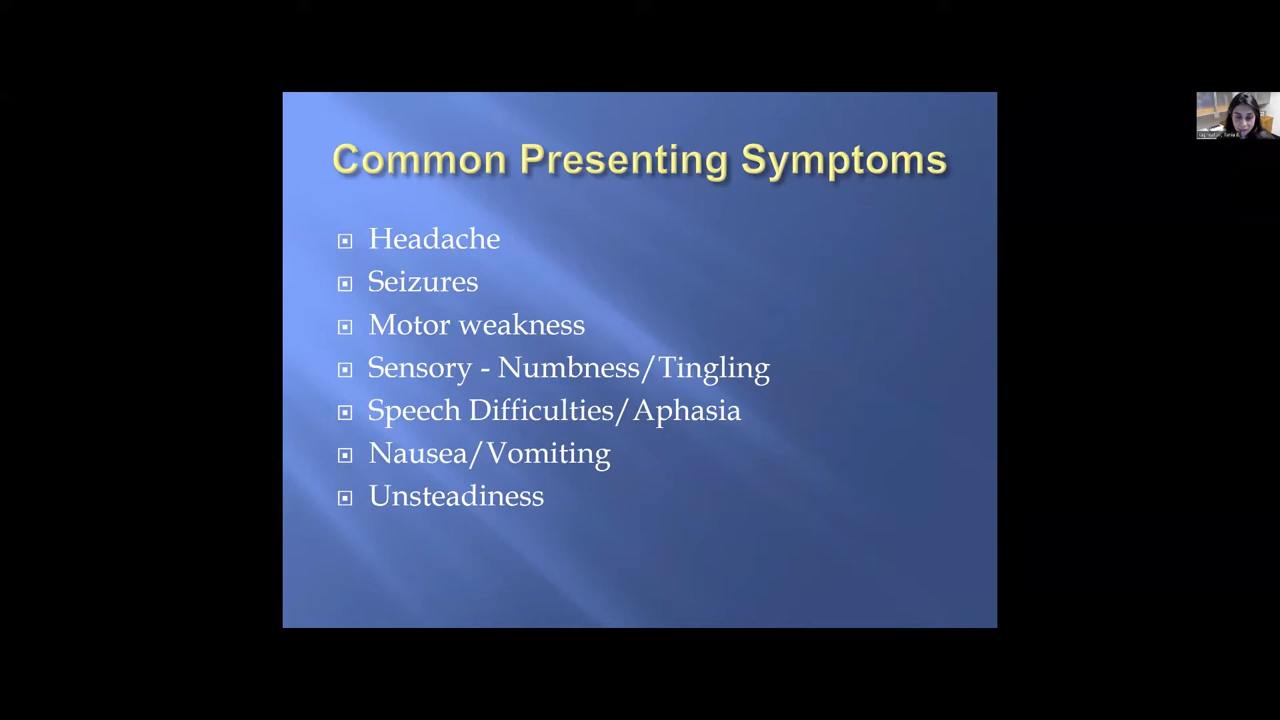 Common Presenting Symptoms
Headache
Seizures
Motor weakness
Sensory - Numbness/Tingling
Speech Difficulties/Aphasia
Nausea/Vomiting
Unsteadiness